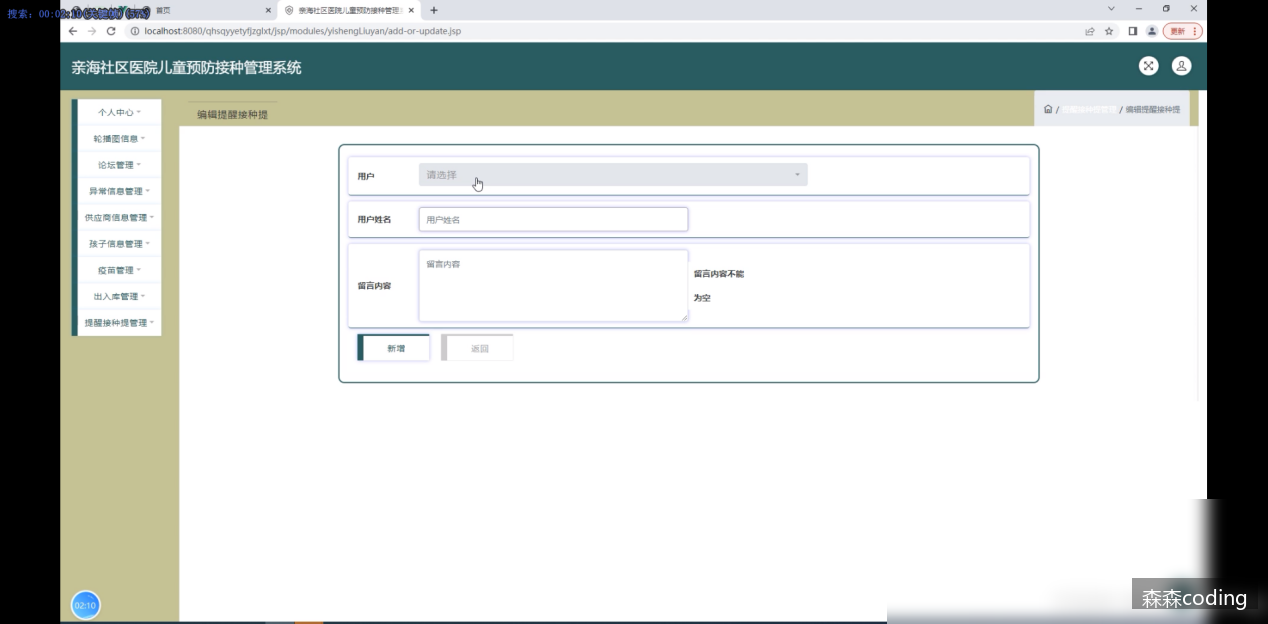 首页
亲海社区医院儿童预防接种管理
localhost:8080/qhsqyyetyfjzglxt/jsp/modules/yishengLiuyan/add-or-update.jsp
更新
亲海社区医院儿童预防接种管理系统
个人中心
轮播图信息
论坛管理
异常信息管理
供应商信息管理
孩子信息管理
疫苗管理
出入库管理
提醒接种提管理
编辑提醒接种提
/ 提醒接种提管理 / 编辑提醒接种提
用户
请选择
用户姓名
用户姓名
留言内容
留言内容
留言内容不能
为空
新增
返回
02:10
森森coding